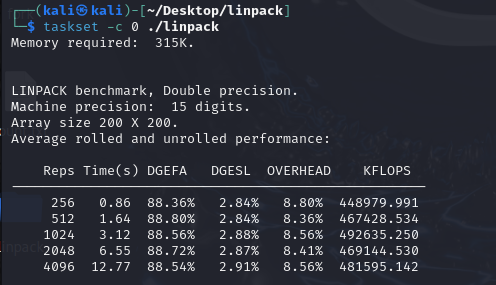 ┌──(kali㉿kali)-[~/Desktop/linpack]
└─$ taskset -c 0 ./linpack
Memory required:  315K.
LINPACK benchmark, Double precision.
Machine precision:  15 digits.
Array size 200 X 200.
Average rolled and unrolled performance:
Reps Time(s) DGEFA   DGESL  OVERHEAD    KFLOPS
256   0.86  88.36%   2.84%   8.80%  448979.991
512   1.64  88.80%   2.84%   8.36%  467428.534
1024   3.12  88.56%   2.88%   8.56%  492635.250
2048   6.55  88.72%   2.87%   8.41%  469144.530
4096  12.77  88.54%   2.91%   8.56%  481595.142